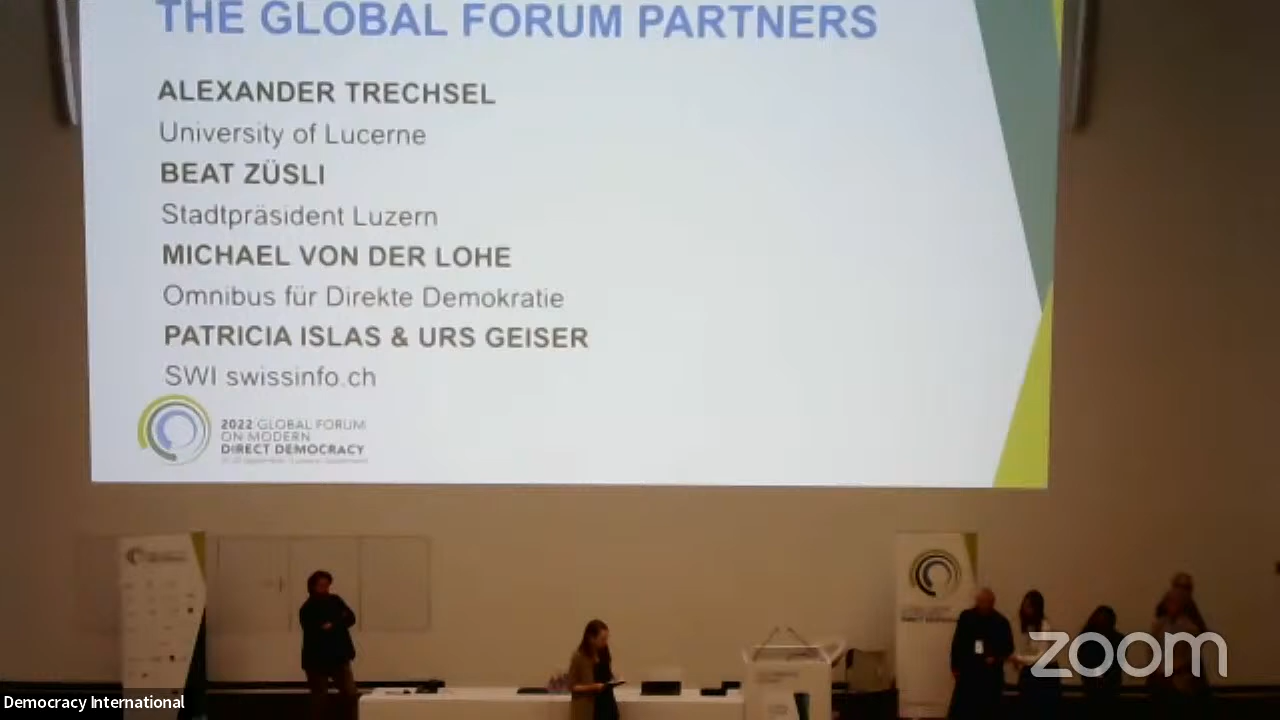 THE GLOBAL FORUM PARTNERS
ALEXANDER TRECHSEL
University of Lucerne
BEAT ZÜSLI
Stadtpräsident Luzern
MICHAEL VON DER LOHE
Omnibus für Direkte Demokratie
PATRICIA ISLAS & URS GEISER
SWI swissinfo.ch
2022 GLOBAL FORUM
ON MODERN
DIRECT DEMOCRACY
zoom
Democracy International